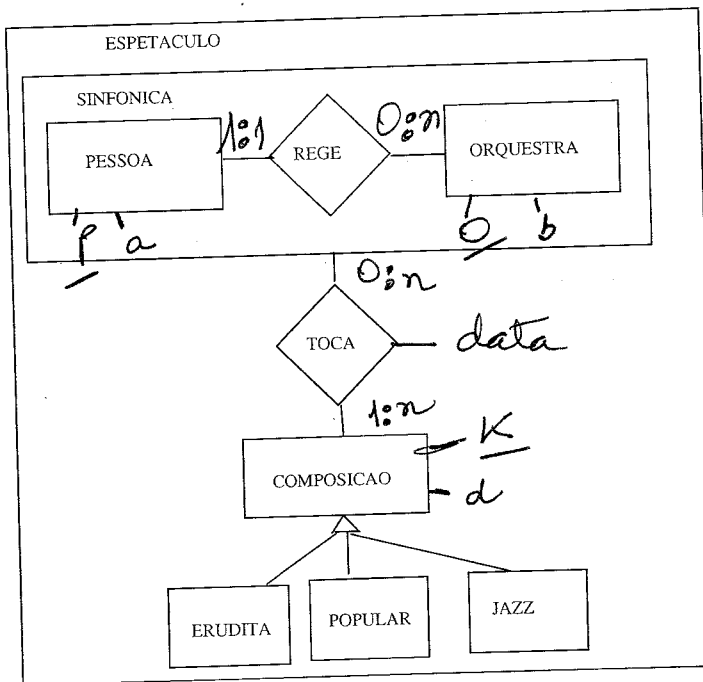 ESPETACULO
SINFONICA
PESSOA
1:1
REGE
0:n
ORQUESTRA
p a
O b
0:n
TOCA
data
1:n
COMPOSICAO
K
d
ERUDITA
POPULAR
JAZZ